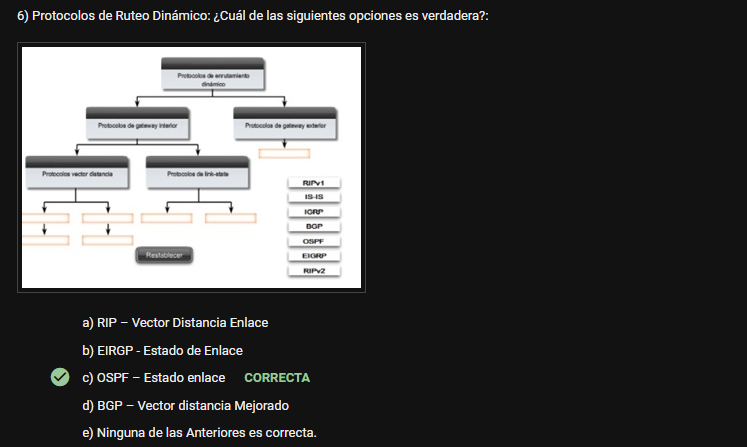 6) Protocolos de Ruteo Dinámico: ¿Cuál de las siguientes opciones es verdadera?:
Protocolos de enrutamiento
dinámico
Protocolos de gateway interior
Protocolos de gateway exterior
Protocolos vector distancia
Protocolos de link-state
RIPv1
IS-IS
IGRP
BGP
OSPF
EIGRP
RIPv2
Restablecer
a) RIP – Vector Distancia Enlace
b) EIRGP - Estado de Enlace
c) OSPF – Estado enlace CORRECTA
d) BGP – Vector distancia Mejorado
e) Ninguna de las Anteriores es correcta.